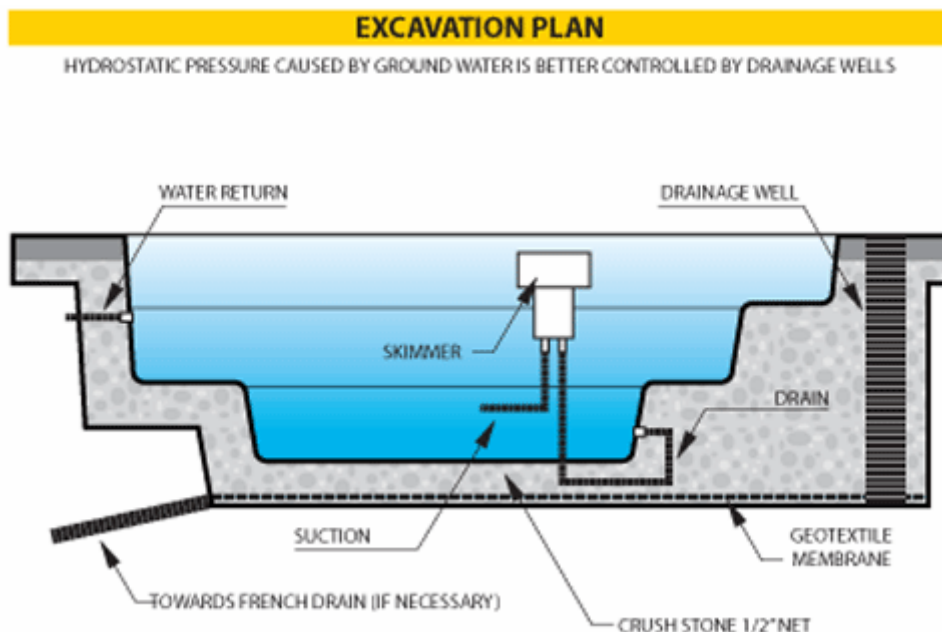 EXCAVATION PLAN
HYDROSTATIC PRESSURE CAUSED BY GROUND WATER IS BETTER CONTROLLED BY DRAINAGE WELLS
WATER RETURN
DRAINAGE WELL
SKIMMER
DRAIN
SUCTION
GEOTEXTILE
MEMBRANE
TOWARDS FRENCH DRAIN (IF NECESSARY)
CRUSH STONE 1/2" NET